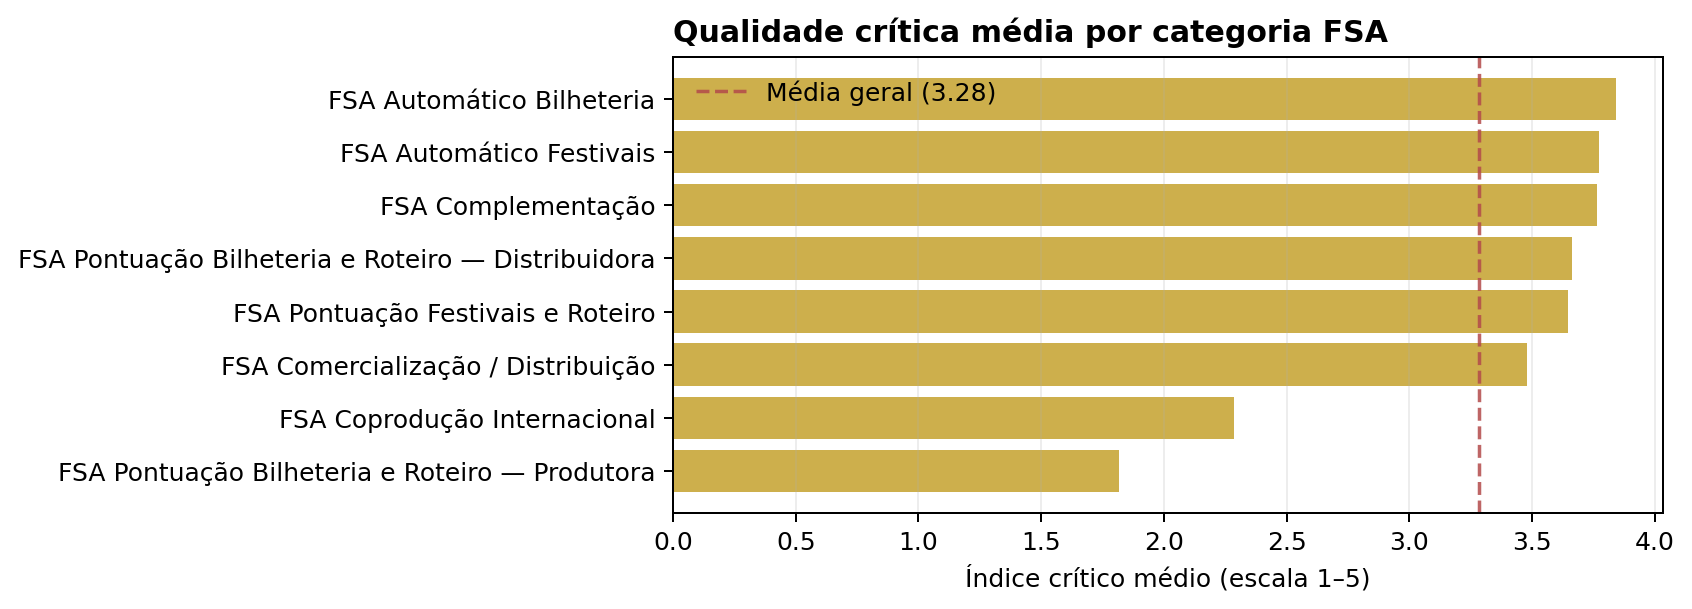 Qualidade crítica média por categoria FSA
FSA Automático Bilheteria
Média geral (3.28)
FSA Automático Festivais
FSA Complementação
FSA Pontuação Bilheteria e Roteiro — Distribuidora
FSA Pontuação Festivais e Roteiro
FSA Comercialização / Distribuição
FSA Coprodução Internacional
FSA Pontuação Bilheteria e Roteiro — Produtora
0.0 0.5 1.0 1.5 2.0 2.5 3.0 3.5 4.0
Índice crítico médio (escala 1–5)